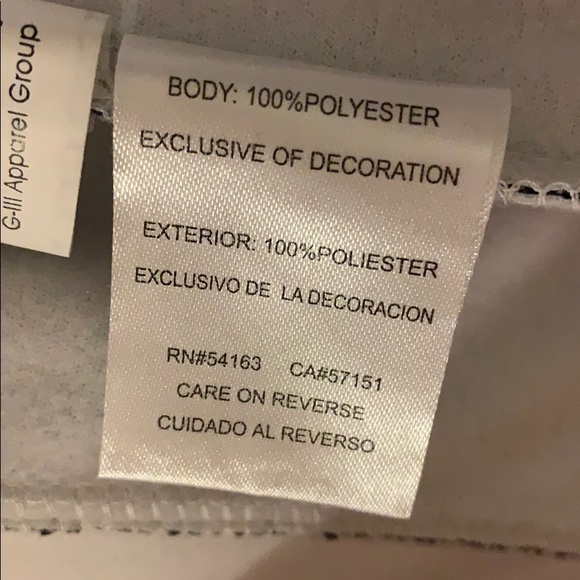 G-III Apparel Group
BODY: 100%POLYESTER
EXCLUSIVE OF DECORATION
EXTERIOR: 100%POLIESTER
EXCLUSIVO DE LA DECORACION
RN#54163 CA#57151
CARE ON REVERSE
CUIDADO AL REVERSO